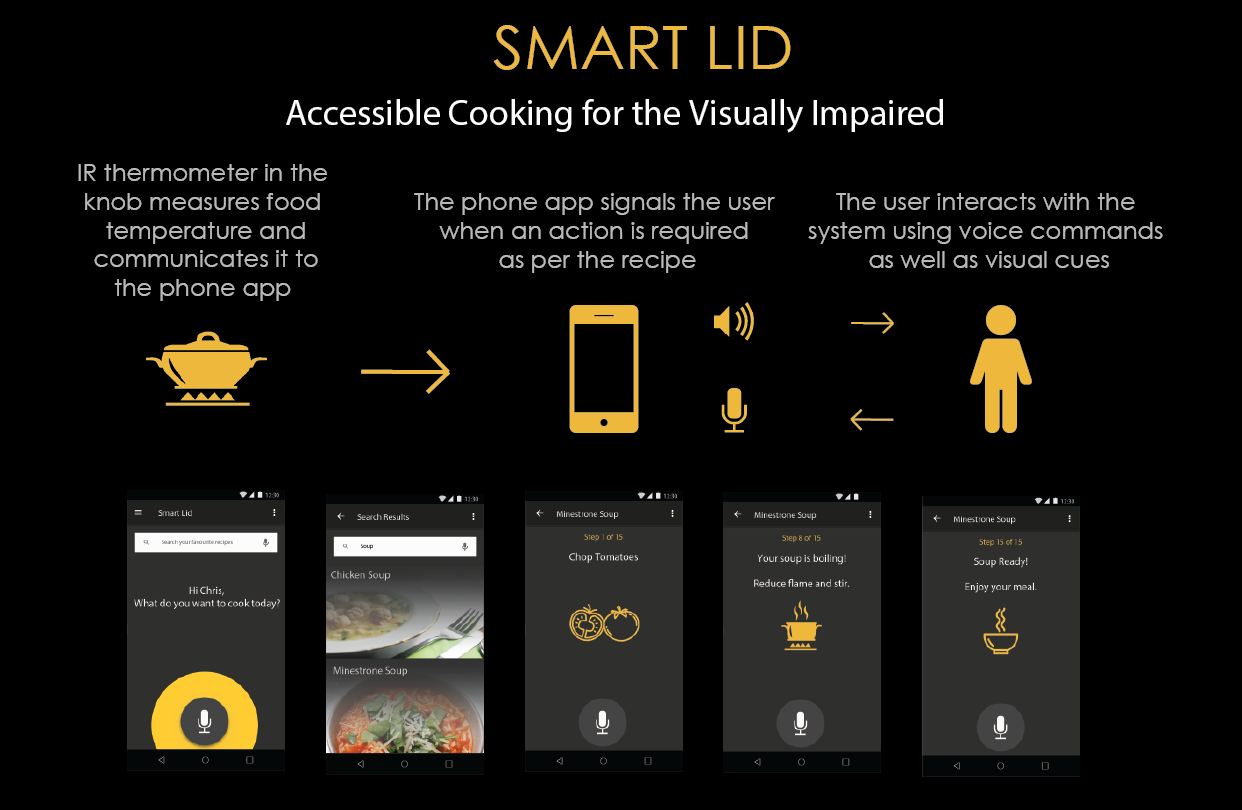 SMART LID
Accessible Cooking for the Visually Impaired
IR thermometer in the
knob measures food
temperature and
communicates it to
the phone app
The phone app signals the user
when an action is required
as per the recipe
The user interacts with the
system using voice commands
as well as visual cues
12:30
Smart Lid
Search your favourite recipes
Hi Chris,
What do you want to cook today?
12:30
Search Results
soup
Chicken Soup
Minestrone Soup
12:30
Minestrone Soup
Step 1 of 15
Chop Tomatoes
12:30
Minestrone Soup
Step 8 of 15
Your soup is boiling!
Reduce flame and stir.
12:30
Minestrone Soup
Step 15 of 15
Soup Ready!
Enjoy your meal.